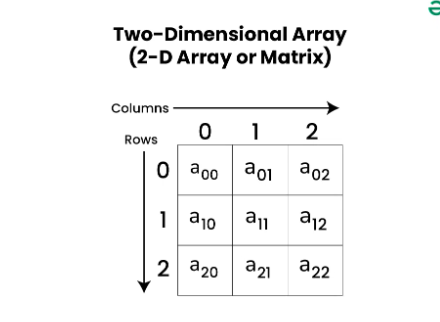 Two-Dimensional Array
(2-D Array or Matrix)
Columns
0 1 2
Rows
0 a00 a01 a02
1 a10 a11 a12
2 a20 a21 a22